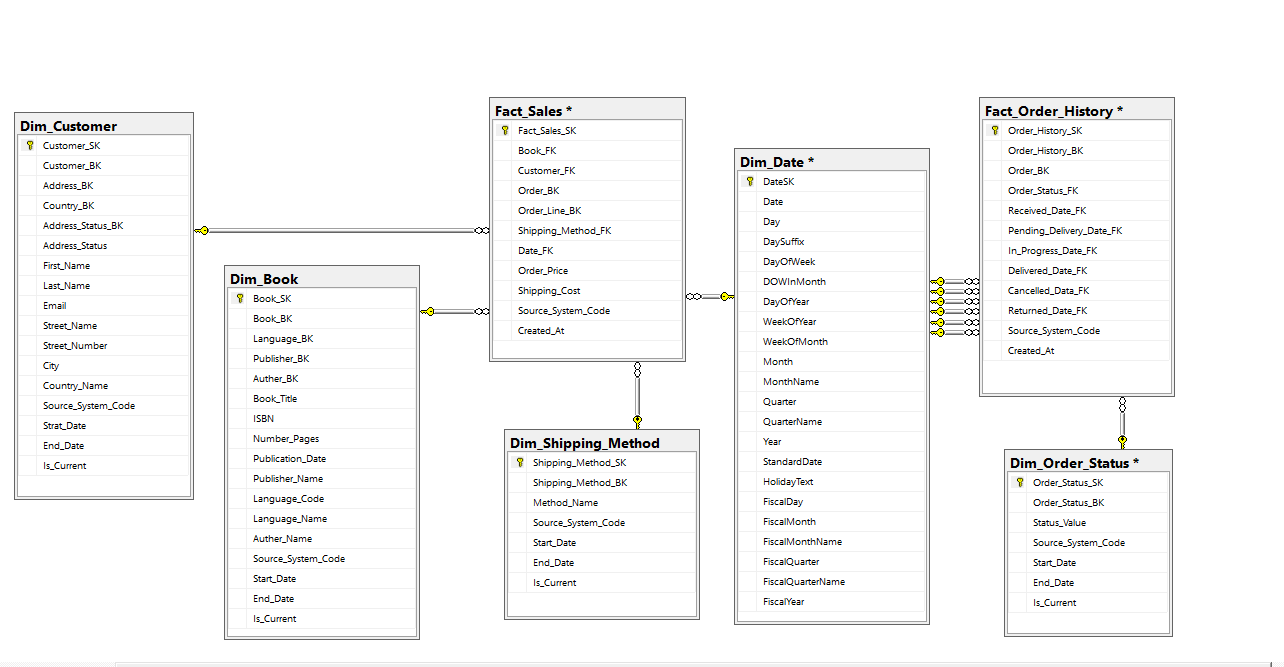 Dim_Customer
Customer_SK
Customer_BK
Address_BK
Country_BK
Address_Status_BK
Address_Status
First_Name
Last_Name
Email
Street_Name
Street_Number
City
Country_Name
Source_System_Code
Strat_Date
End_Date
Is_Current
Dim_Book
Book_SK
Book_BK
Language_BK
Publisher_BK
Auther_BK
Book_Title
ISBN
Number_Pages
Publication_Date
Publisher_Name
Language_Code
Language_Name
Auther_Name
Source_System_Code
Start_Date
End_Date
Is_Current
Fact_Sales *
Fact_Sales_SK
Book_FK
Customer_FK
Order_BK
Order_Line_BK
Shipping_Method_FK
Date_FK
Order_Price
Shipping_Cost
Source_System_Code
Created_At
Dim_Shipping_Method
Shipping_Method_SK
Shipping_Method_BK
Method_Name
Source_System_Code
Start_Date
End_Date
Is_Current
Dim_Date *
DateSK
Date
Day
DaySuffix
DayOfWeek
DOWInMonth
DayOfYear
WeekOfYear
WeekOfMonth
Month
MonthName
Quarter
QuarterName
Year
StandardDate
HolidayText
FiscalDay
FiscalMonth
FiscalMonthName
FiscalQuarter
FiscalQuarterName
FiscalYear
Fact_Order_History *
Order_History_SK
Order_History_BK
Order_BK
Order_Status_FK
Received_Date_FK
Pending_Delivery_Date_FK
In_Progress_Date_FK
Delivered_Date_FK
Cancelled_Data_FK
Returned_Date_FK
Source_System_Code
Created_At
Dim_Order_Status *
Order_Status_SK
Order_Status_BK
Status_Value
Source_System_Code
Start_Date
End_Date
Is_Current